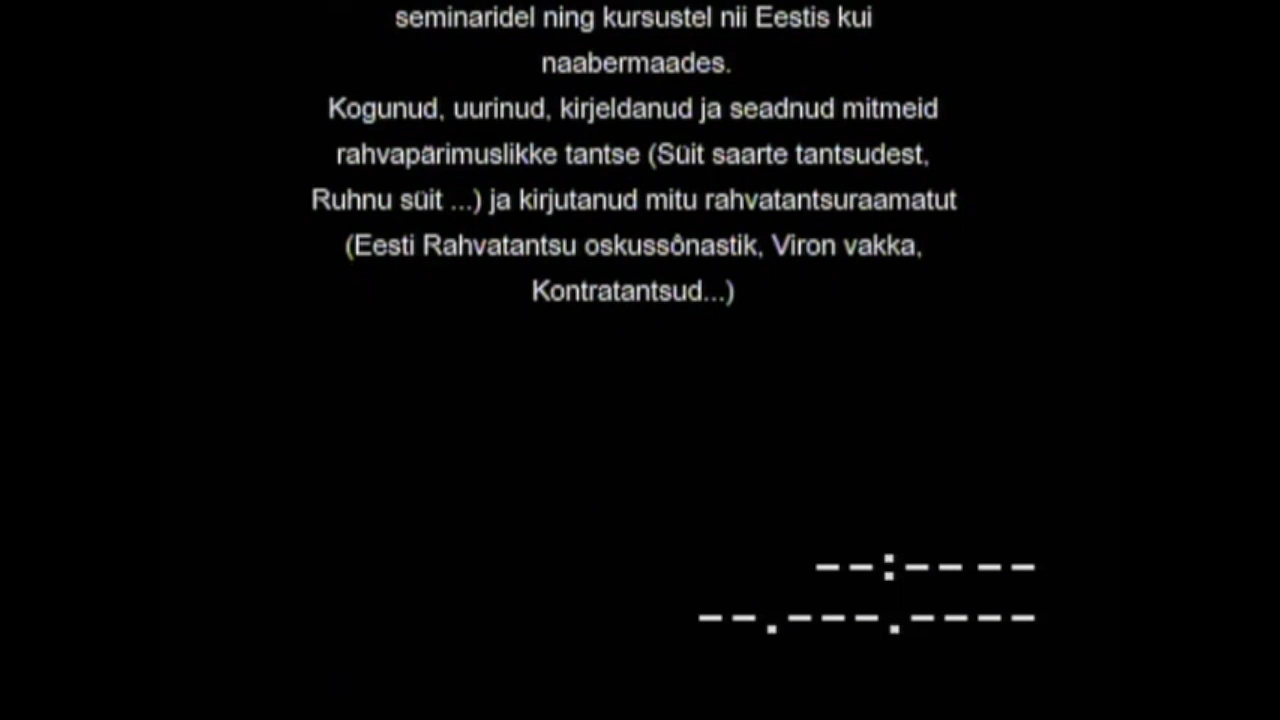 seminaridel ning kursustel nii Eestis kui
naabermaades.
Kogunud, uurinud, kirjeldanud ja seadnud mitmeid
rahvapärimuslikke tantse (Süit saarte tantsudest,
Ruhnu süit ...) ja kirjutanud mitu rahvatantsuraamatut
(Eesti Rahvatantsu oskussônastik, Viron vakka,
Kontratantsud...)
--:-- --
--.---.----